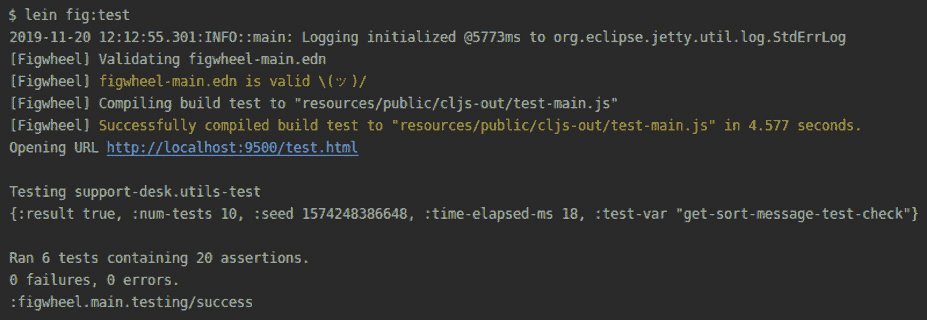 $ lein fig:test
2019-11-20 12:12:55.301:INFO::main: Logging initialized @5773ms to org.eclipse.jetty.util.log.StdErrLog
[Figwheel] Validating figwheel-main.edn
[Figwheel] figwheel-main.edn is valid \(ツ)/
[Figwheel] Compiling build test to "resources/public/cljs-out/test-main.js"
[Figwheel] Successfully compiled build test to "resources/public/cljs-out/test-main.js" in 4.577 seconds.
Opening URL http://localhost:9500/test.html
Testing support-desk.utils-test
{:result true, :num-tests 10, :seed 1574248386648, :time-elapsed-ms 18, :test-var "get-sort-message-test-check"}
Ran 6 tests containing 20 assertions.
0 failures, 0 errors.
:figwheel.main.testing/success